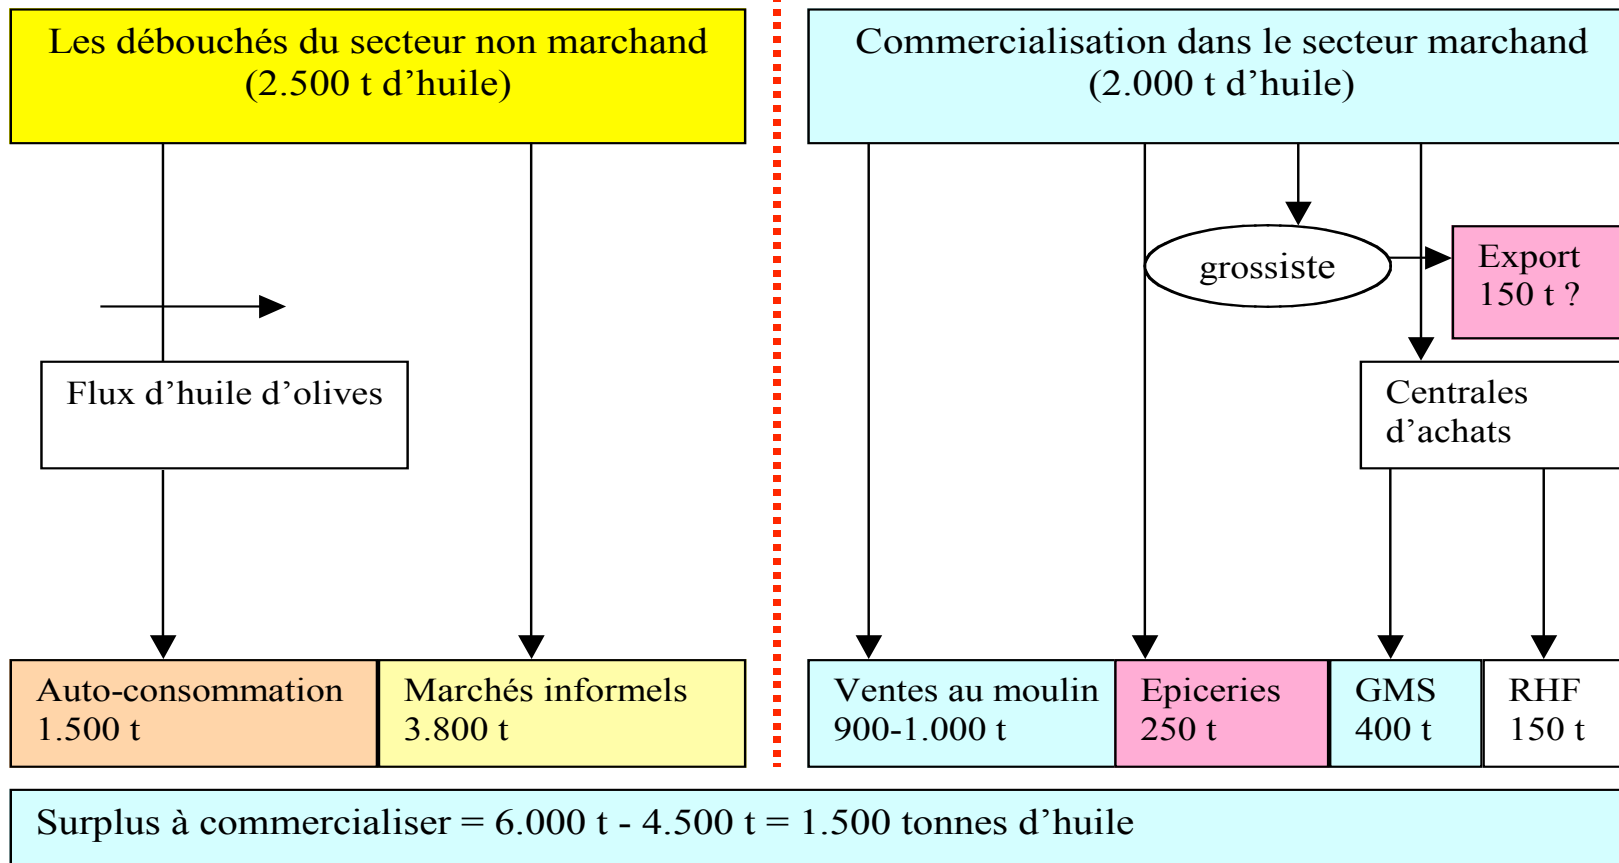 Les débouchés du secteur non marchand
(2.500 t d’huile)
Commercialisation dans le secteur marchand
(2.000 t d’huile)
grossiste
Export
150 t ?
Flux d’huile d’olives
Centrales
d’achats
Auto-consommation
1.500 t
Marchés informels
3.800 t
Ventes au moulin
900-1.000 t
Epiceries
250 t
GMS
400 t
RHF
150 t
Surplus à commercialiser = 6.000 t - 4.500 t = 1.500 tonnes d’huile